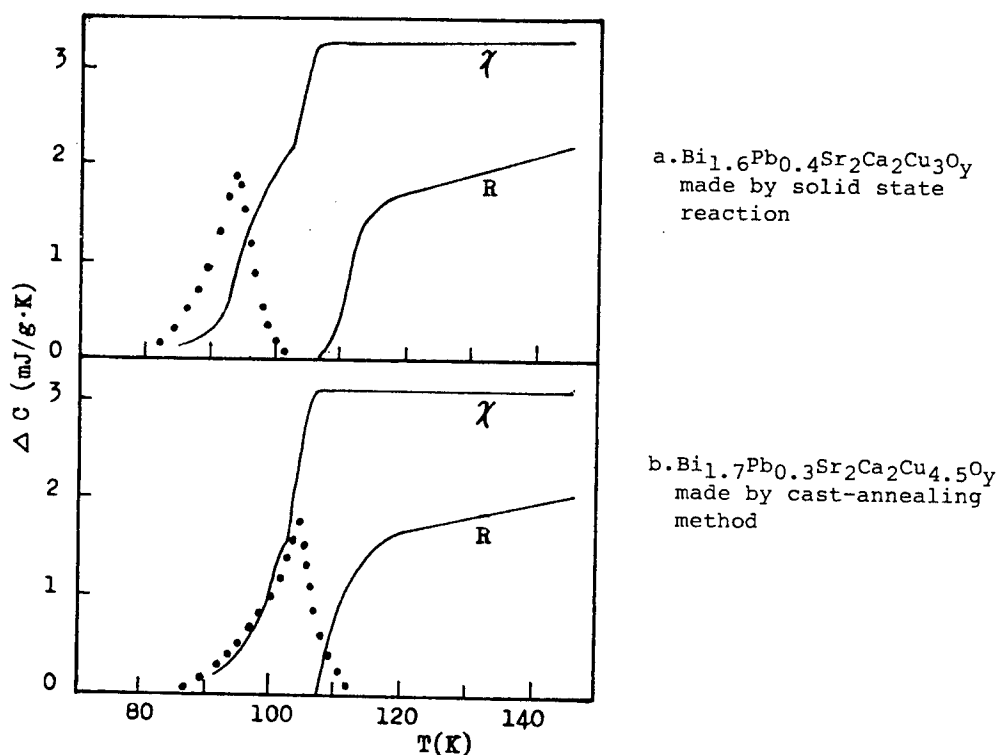 3
2
1
0
χ
R
a.Bi1.6Pb0.4Sr2Ca2Cu3Oy
made by solid state
reaction
Δ C (mJ/g·K)
3
2
1
0
χ
R
b.Bi1.7Pb0.3Sr2Ca2Cu4.5Oy
made by cast-annealing
method
80
100
120
140
T(K)